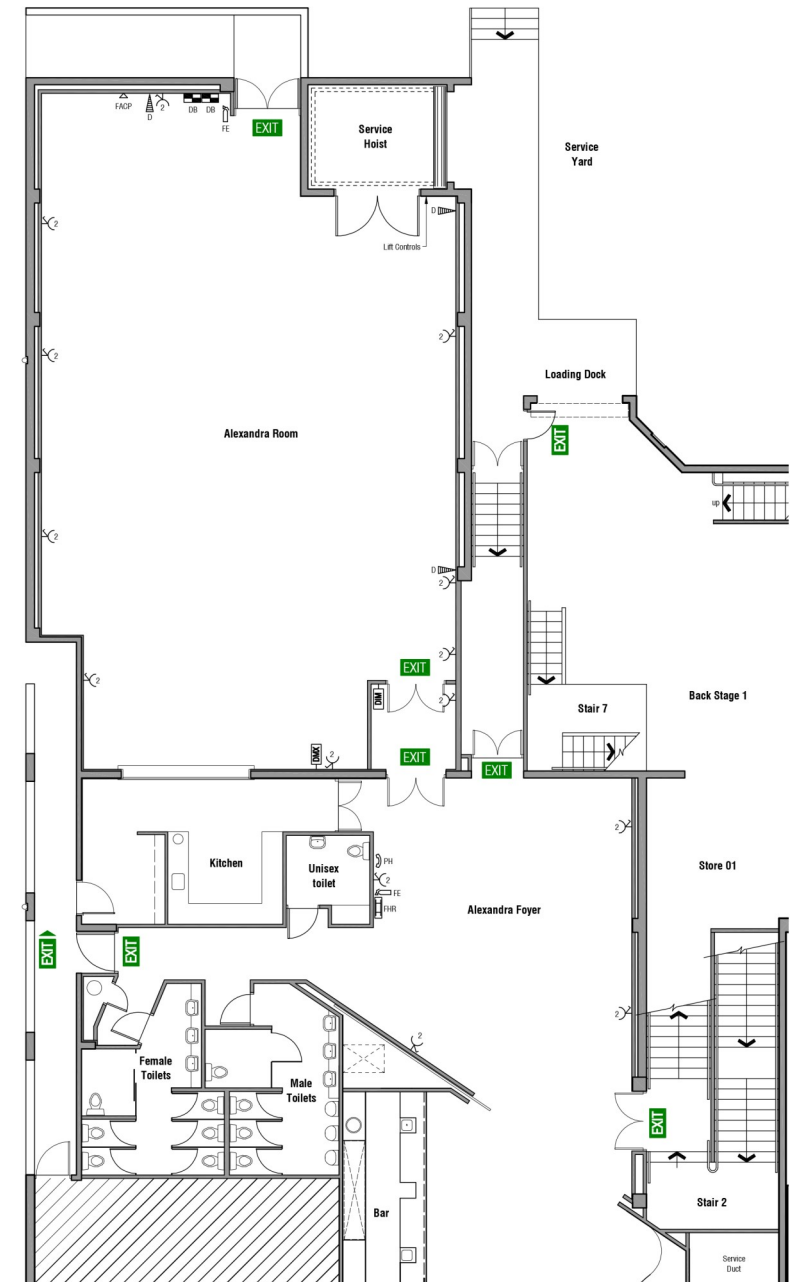 FACP
D
2
DB
DB
FE
EXIT
Service
Hoist
Service
Yard
2
D
Lift Controls
2
2
Loading Dock
Alexandra Room
EXIT
up
2
D
2
2
EXIT
2
2
DIM
Back Stage 1
Stair 7
N
DMX
2
EXIT
EXIT
2
Kitchen
Unisex
toilet
PH
2
FE
FHR
Store 01
Alexandra Foyer
EXIT
EXIT
N
N
2
2
Female
Toilets
Male
Toilets
EXIT
Stair 2
Bar
Service
Duct